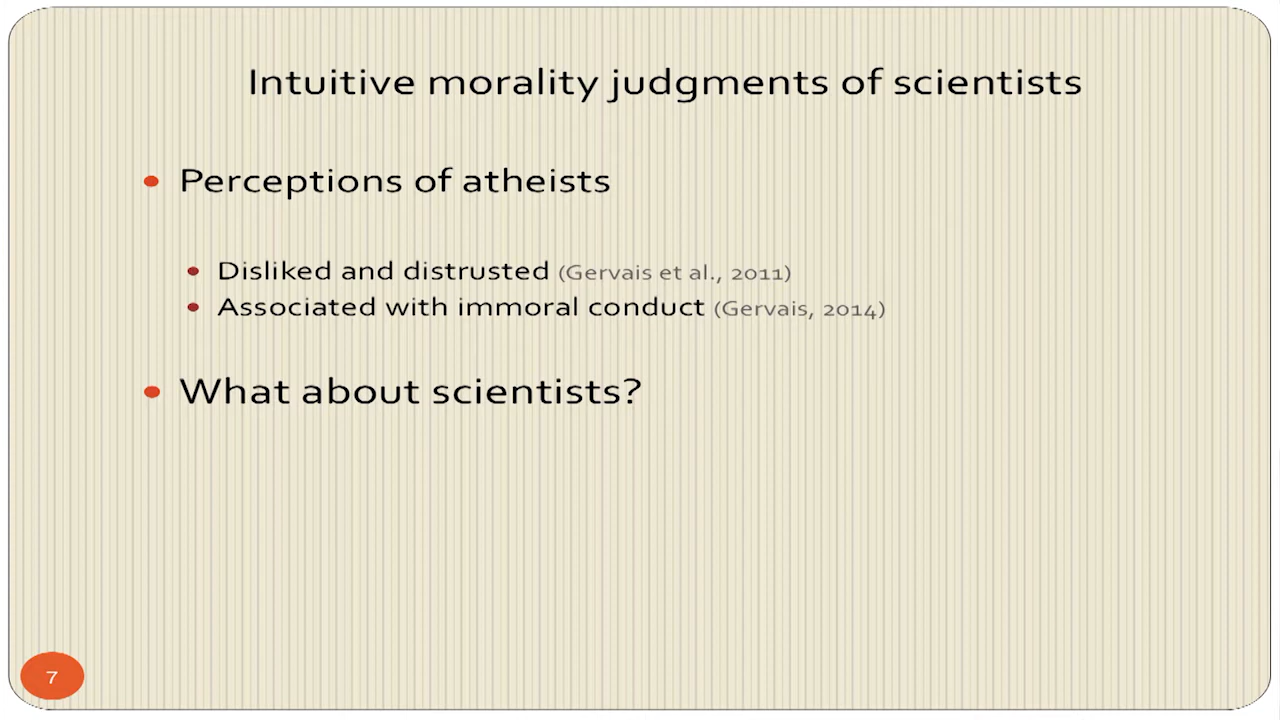 Intuitive morality judgments of scientists
• Perceptions of atheists
• Disliked and distrusted (Gervais et al., 2011)
• Associated with immoral conduct (Gervais, 2014)
• What about scientists?
7